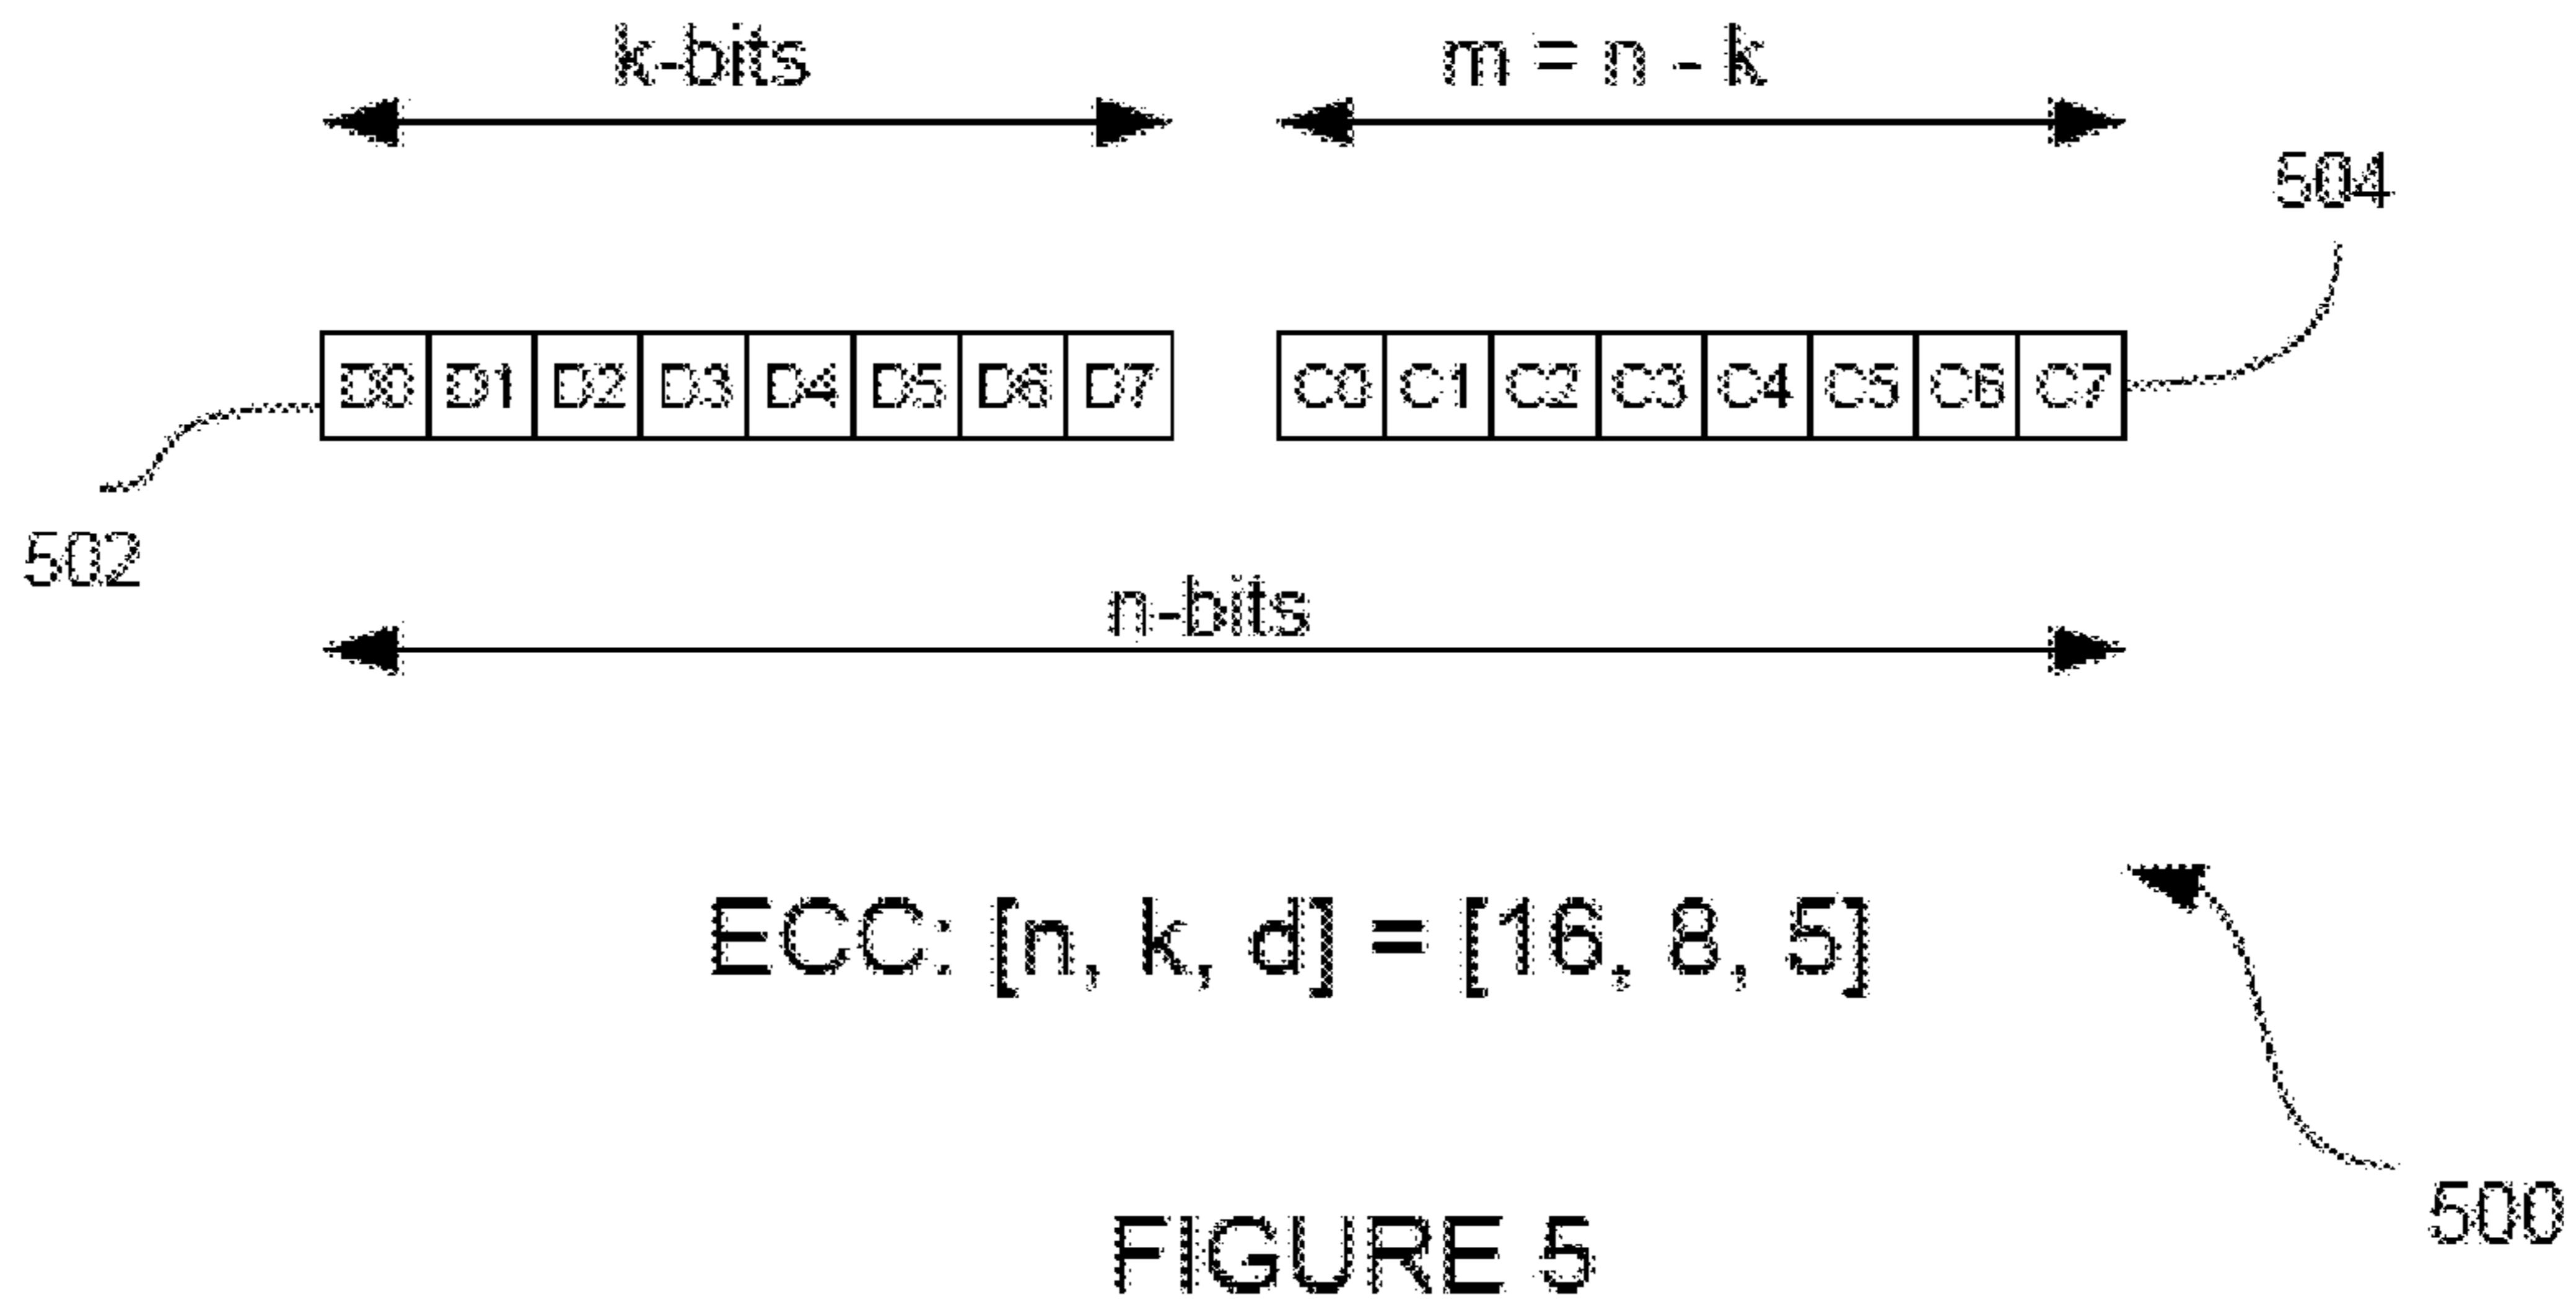 k-bits
m = n - k
504
D0 D1 D2 D3 D4 D5 D6 D7
C0 C1 C2 C3 C4 C5 C6 C7
502
n-bits
ECC: [n, k, d] = [16, 8, 5]
500
FIGURE 5